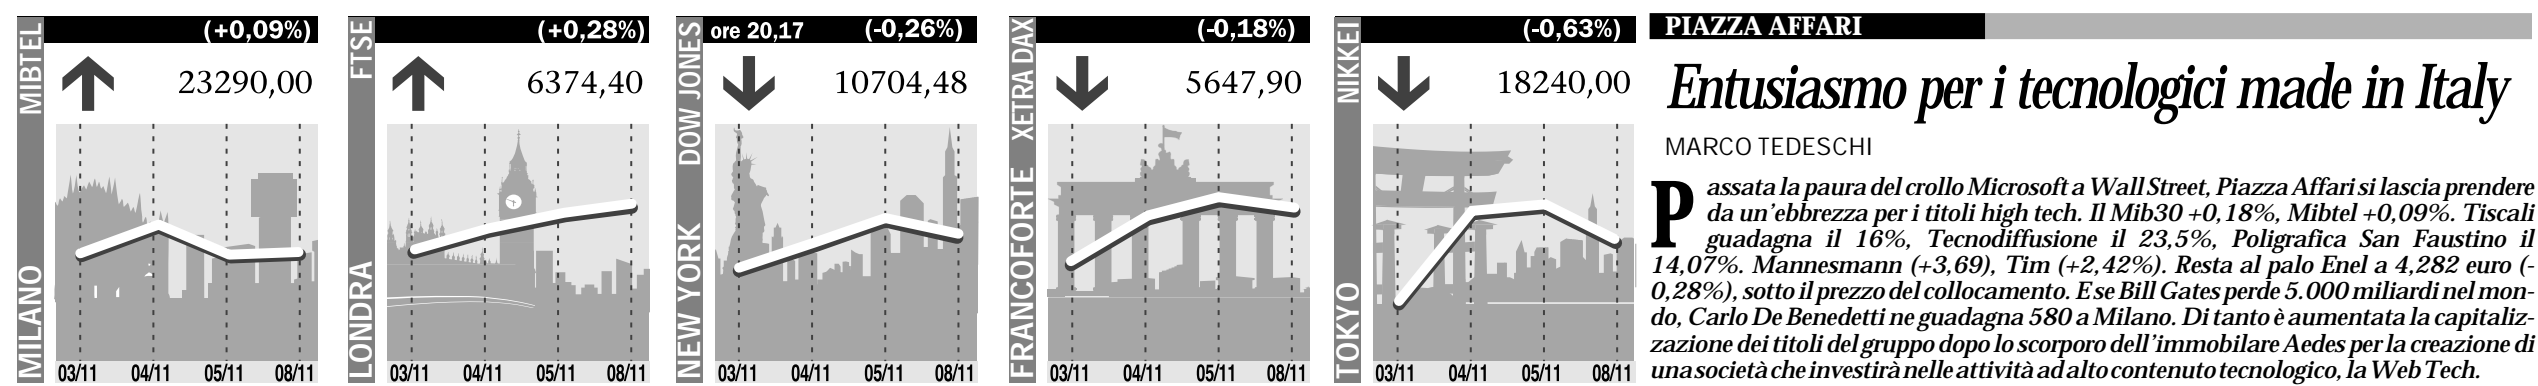 MILANO MIBTEL
(+0,09%)
23290,00
03/11 04/11 05/11 08/11
LONDRA FTSE
(+0,28%)
6374,40
03/11 04/11 05/11 08/11
NEW YORK DOW JONES
ore 20,17 (-0,26%)
10704,48
03/11 04/11 05/11 08/11
FRANCOFORTE XETRA DAX
(-0,18%)
5647,90
03/11 04/11 05/11 08/11
TOKYO NIKKEI
(-0,63%)
18240,00
03/11 04/11 05/11 08/11
PIAZZA AFFARI
Entusiasmo per i tecnologici made in Italy
MARCO TEDESCHI
Passata la paura del crollo Microsoft a Wall Street, Piazza Affari si lascia prendere
da un'ebbrezza per i titoli high tech. Il Mib30 +0,18%, Mibtel +0,09%. Tiscali
guadagna il 16%, Tecnodiffusione il 23,5%, Poligrafica San Faustino il
14,07%. Mannesmann (+3,69), Tim (+2,42%). Resta al palo Enel a 4,282 euro (-
0,28%), sotto il prezzo del collocamento. E se Bill Gates perde 5.000 miliardi nel mon-
do, Carlo De Benedetti ne guadagna 580 a Milano. Di tanto è aumentata la capitaliz-
zazione dei titoli del gruppo dopo lo scorporo dell'immobilare Aedes per la creazione di
una società che investirà nelle attività ad alto contenuto tecnologico, la Web Tech.